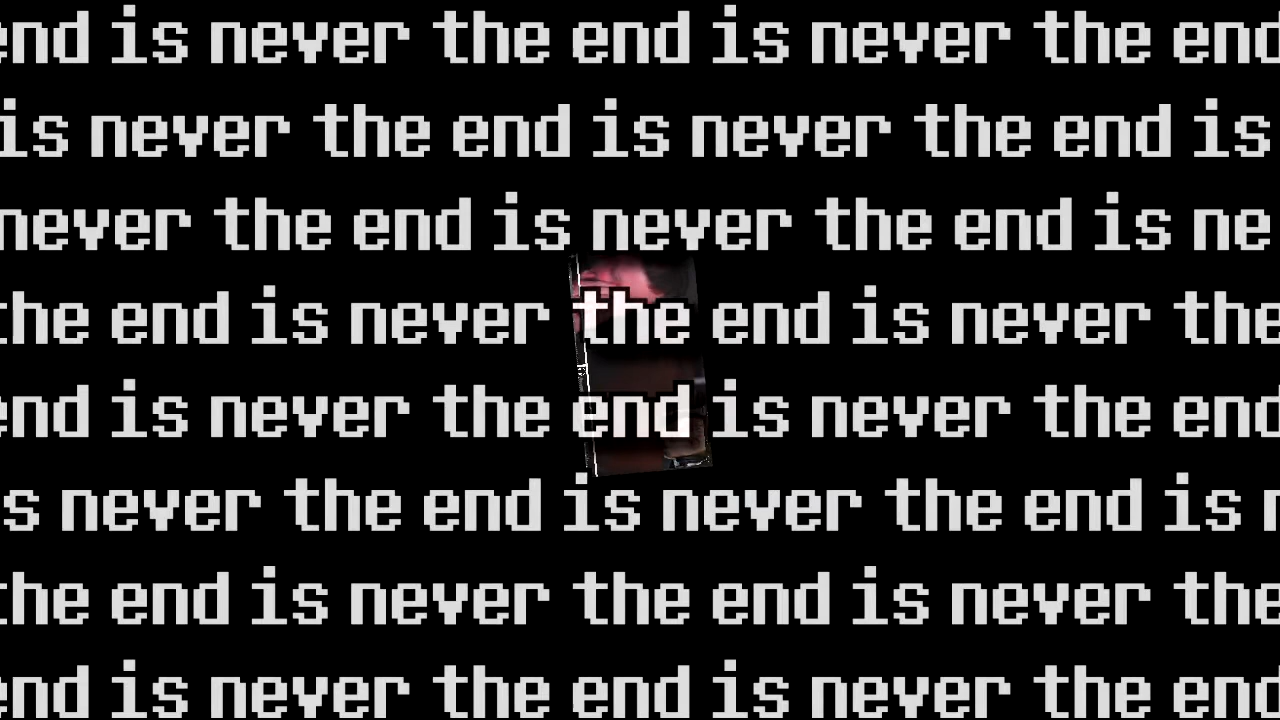 end is never the end is never the end
is never the end is never the end is
never the end is never the end is ne
the end is never the end is never the
end is never the end is never the end
s never the end is never the end is n
the end is never the end is never the
end is never the end is never the end